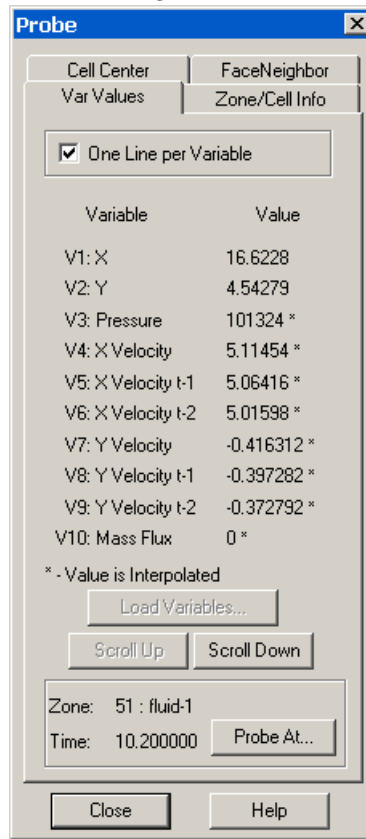 Probe
Cell Center FaceNeighbor
Var Values Zone/Cell Info
One Line per Variable
Variable Value
V1: X 16.6228
V2: Y 4.54279
V3: Pressure 101324 *
V4: X Velocity 5.11454 *
V5: X Velocity t-1 5.06416 *
V6: X Velocity t-2 5.01598 *
V7: Y Velocity -0.416312 *
V8: Y Velocity t-1 -0.397282 *
V9: Y Velocity t-2 -0.372792 *
V10: Mass Flux 0 *
* - Value is Interpolated
Load Variables...
Scroll Up Scroll Down
Zone: 51 : fluid-1
Time: 10.200000 Probe At...
Close Help